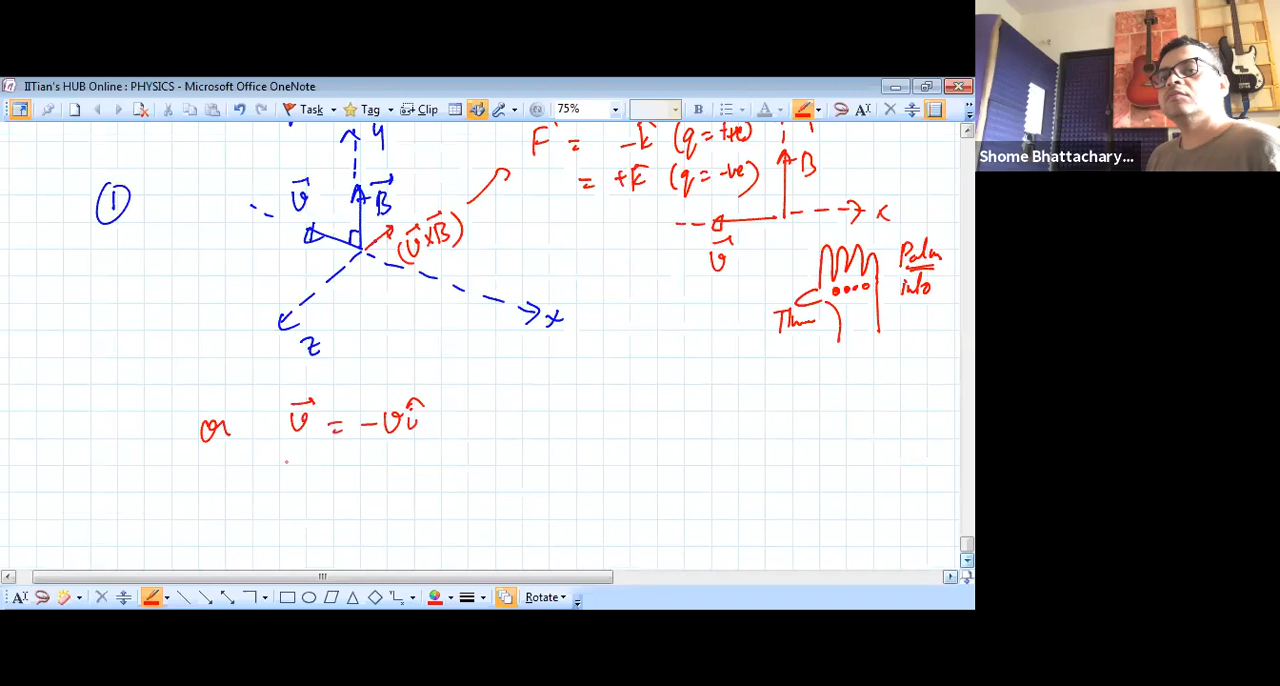 IITian's HUB Online : PHYSICS - Microsoft Office OneNote
Task Tag Clip 75% B A
Shome Bhattachary...
y
F = -k̂ (q = +ve)
= +k̂ (q = -ve)
①
v⃗ B⃗
(v⃗×B⃗)
z
x
B
x
v⃗
Palm
into
or v⃗ = -vî
Rotate